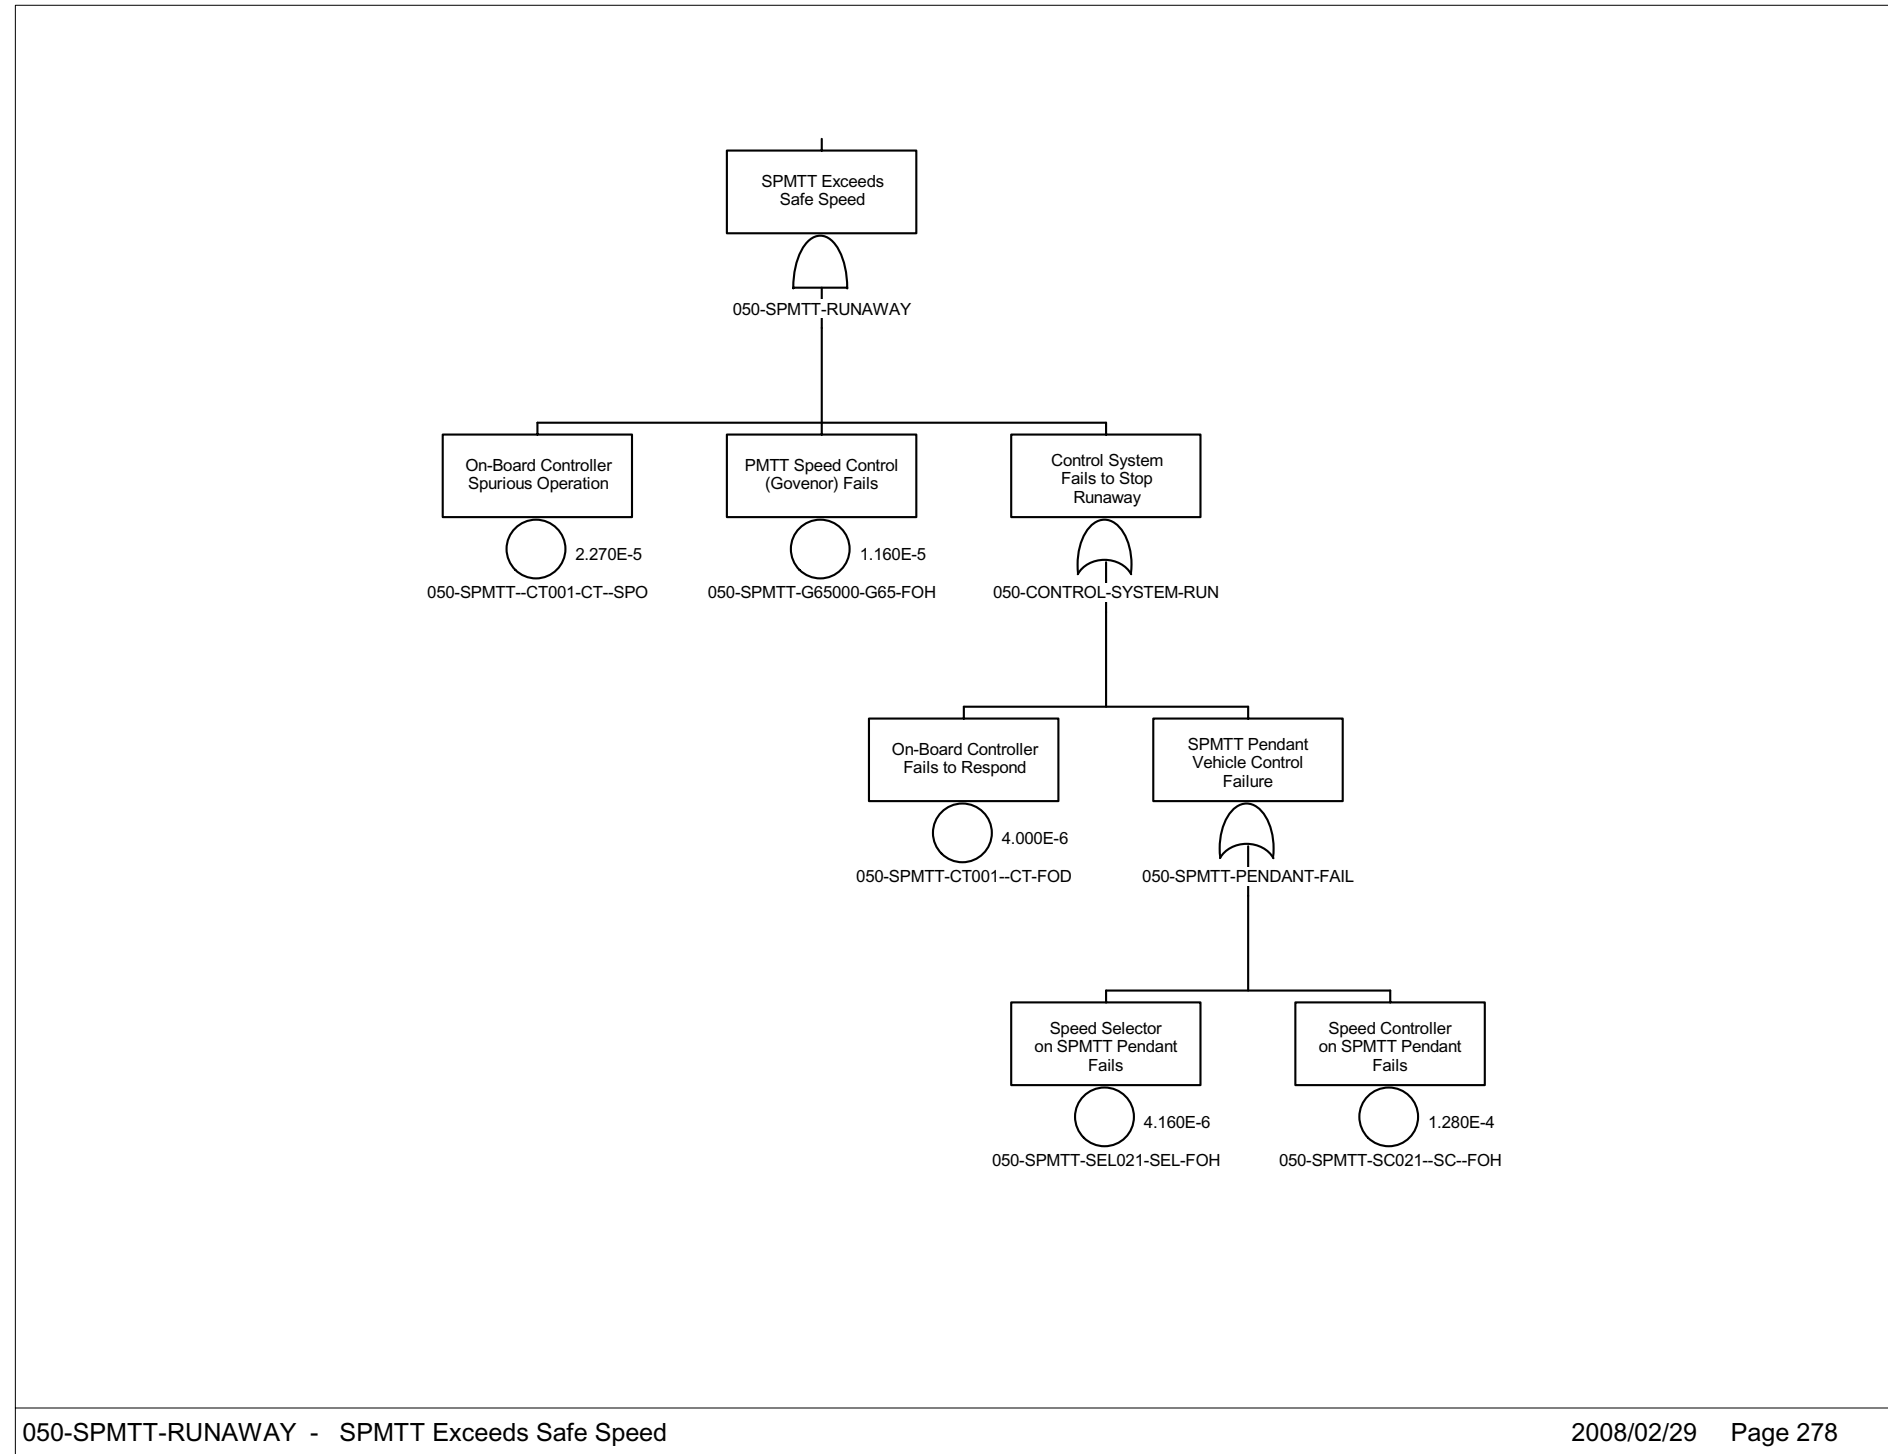 SPMTT Exceeds
Safe Speed
050-SPMTT-RUNAWAY
On-Board Controller
Spurious Operation
2.270E-5
050-SPMTT--CT001-CT--SPO
PMTT Speed Control
(Govenor) Fails
1.160E-5
050-SPMTT-G65000-G65-FOH
Control System
Fails to Stop
Runaway
050-CONTROL-SYSTEM-RUN
On-Board Controller
Fails to Respond
4.000E-6
050-SPMTT-CT001--CT-FOD
SPMTT Pendant
Vehicle Control
Failure
050-SPMTT-PENDANT-FAIL
Speed Selector
on SPMTT Pendant
Fails
4.160E-6
050-SPMTT-SEL021-SEL-FOH
Speed Controller
on SPMTT Pendant
Fails
1.280E-4
050-SPMTT-SC021--SC--FOH
050-SPMTT-RUNAWAY - SPMTT Exceeds Safe Speed
2008/02/29 Page 278